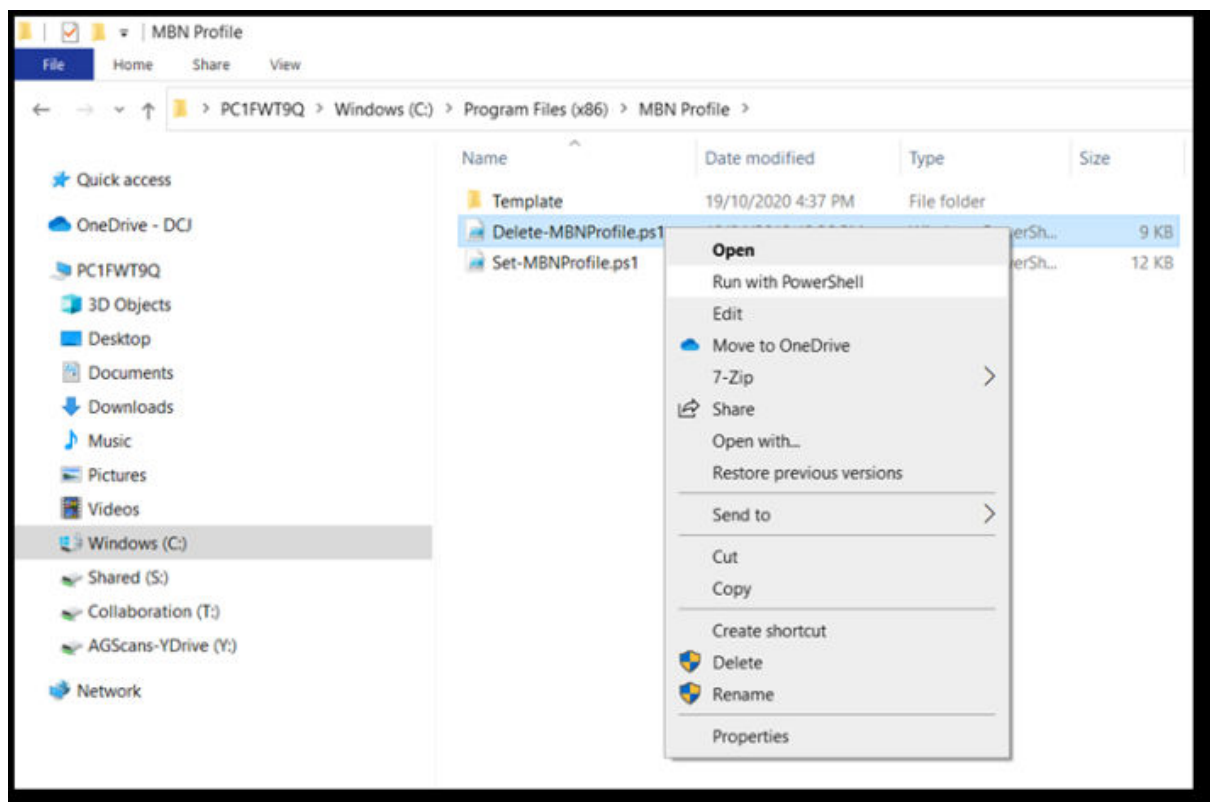 MBN Profile
File Home Share View
PC1FWT9Q > Windows (C:) > Program Files (x86) > MBN Profile >
Name Date modified Type Size
Quick access
OneDrive - DCJ
PC1FWT9Q
3D Objects
Desktop
Documents
Downloads
Music
Pictures
Videos
Windows (C:)
Shared (S:)
Collaboration (T:)
AGScans-YDrive (Y:)
Network
Template 19/10/2020 4:37 PM File folder
Delete-MBNProfile.ps1 9 KB
Set-MBNProfile.ps1 12 KB
Open
Run with PowerShell
Edit
Move to OneDrive
7-Zip
Share
Open with...
Restore previous versions
Send to
Cut
Copy
Create shortcut
Delete
Rename
Properties